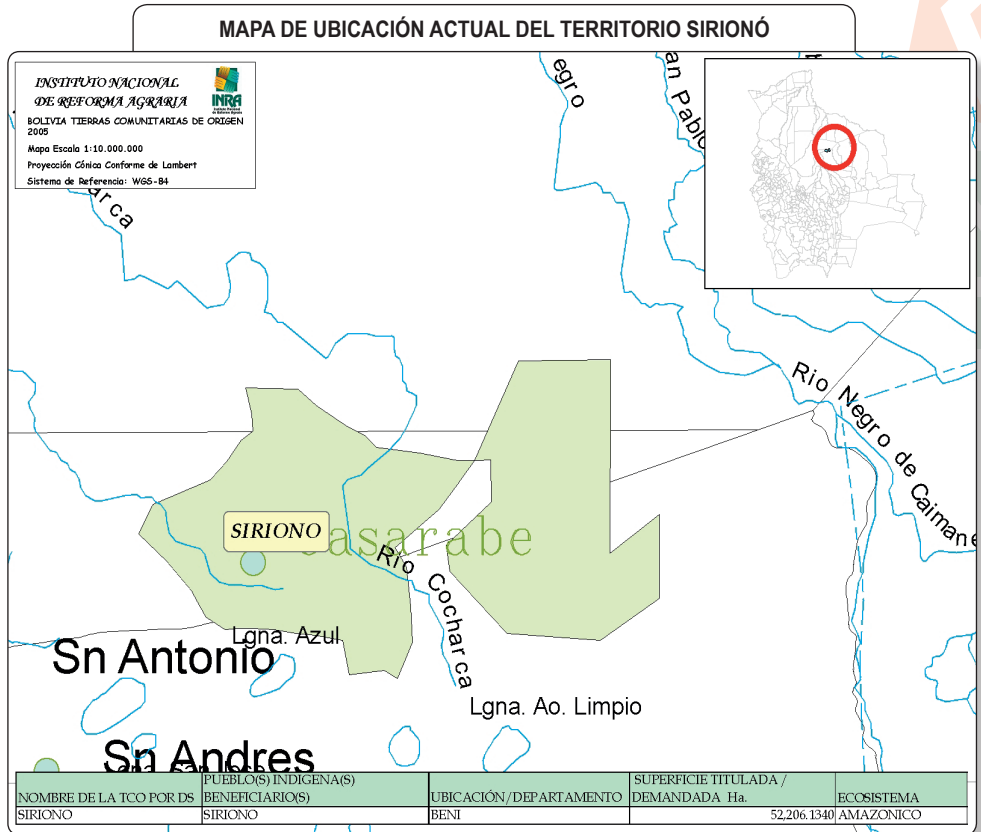 MAPA DE UBICACIÓN ACTUAL DEL TERRITORIO SIRIONÓ
INSTITUTO NACIONAL
DE REFORMA AGRARIA
INRA
BOLIVIA TIERRAS COMUNITARIAS DE ORIGEN
2005
Mapa Escala 1:10.000.000
Proyección Cónica Conforme de Lambert
Sistema de Referencia: WGS-84
arca
egro
an Pablo
Rio Negro de Caimane
SIRIONO
Casarabe
Rio Cocharca
Lgna. Azul
Sn Antonio
Lgna. Ao. Limpio
Sn Andres
NOMBRE DE LA TCO POR DS
PUEBLO(S) INDIGENA(S)
BENEFICIARIO(S)
UBICACIÓN/DEPARTAMENTO
SUPERFICIE TITULADA /
DEMANDADA Ha.
ECOSISTEMA
SIRIONO SIRIONO BENI 52,206.1340 AMAZONICO